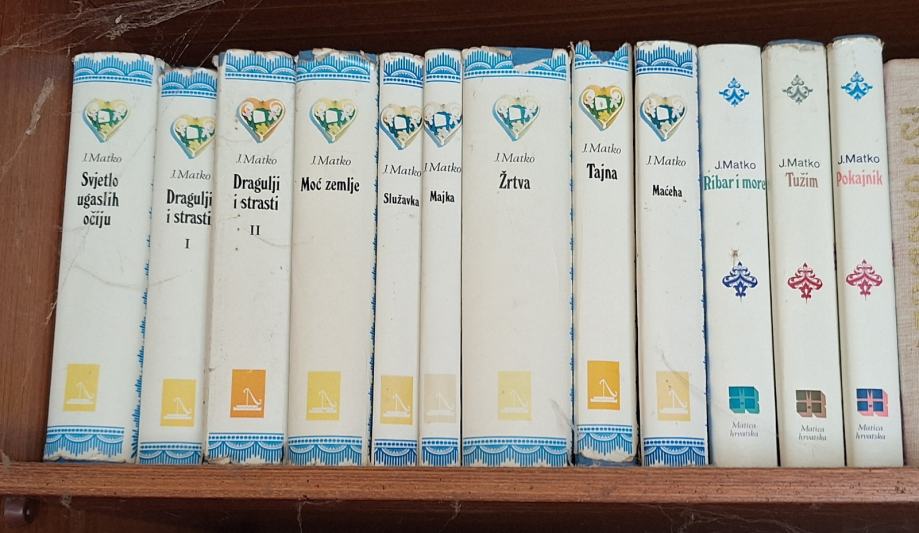 J. Matko
Svjetlo
ugaslih
očiju
J. Matko
Dragulji
i strasti
I
J. Matko
Dragulji
i strasti
II
J. Matko
Moć zemlje
J. Matko
Služavka
J. Matko
Majka
J. Matko
Žrtva
J. Matko
Tajna
J. Matko
Maćeha
J. Matko
Ribar i more
Matica
hrvatska
J. Matko
Tužim
Matica
hrvatska
J. Matko
Pokajnik
Matica
hrvatska